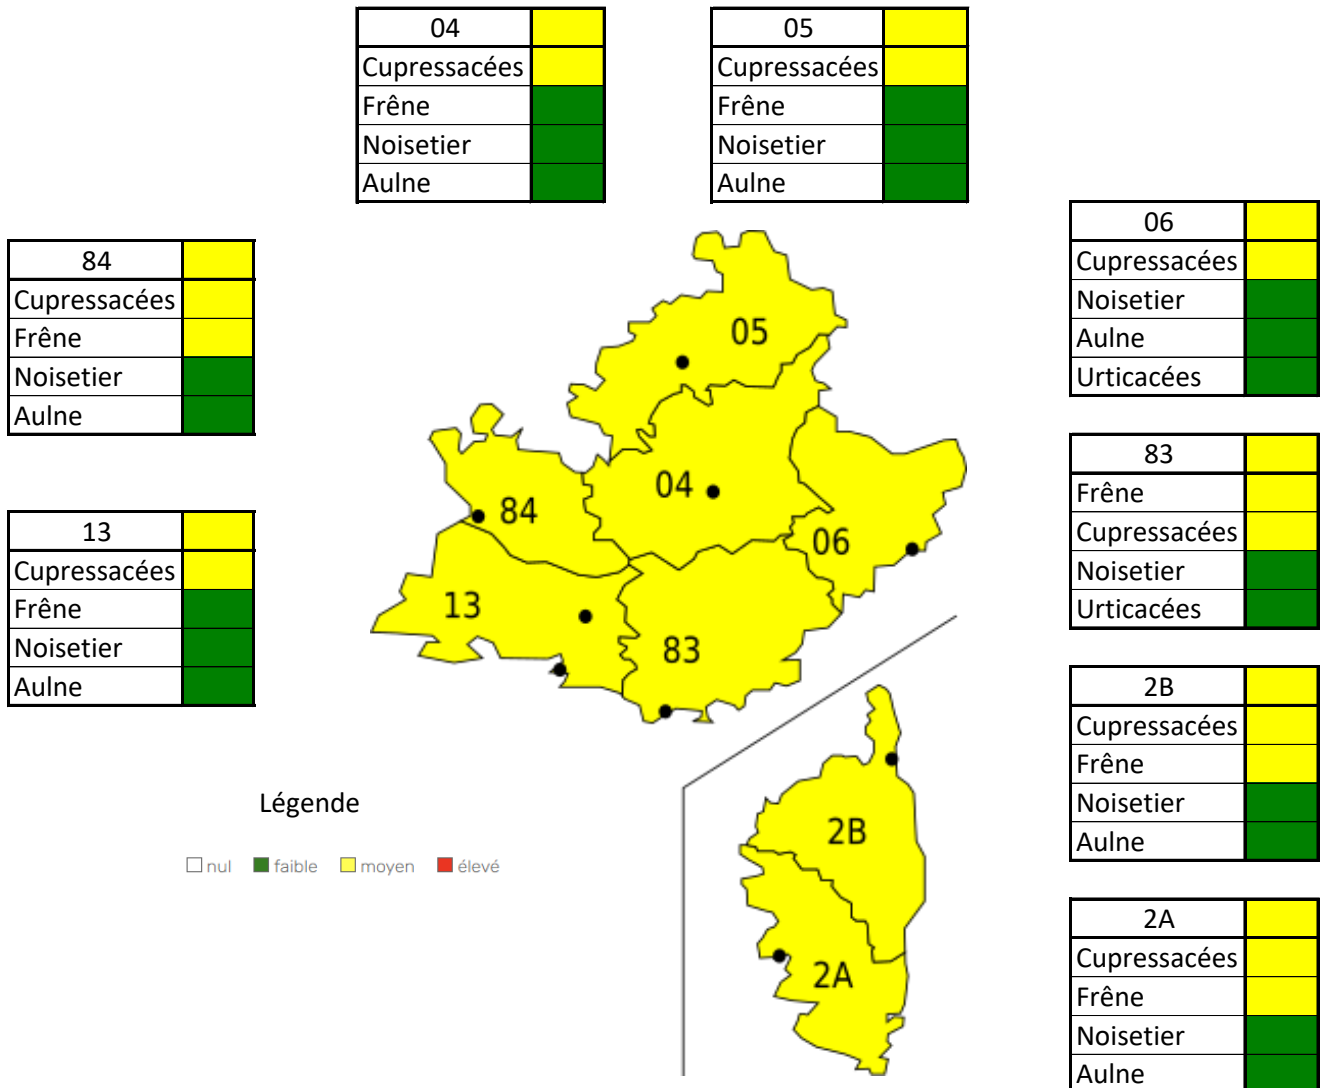 04
Cupressacées
Frêne
Noisetier
Aulne
05
Cupressacées
Frêne
Noisetier
Aulne
06
Cupressacées
Noisetier
Aulne
Urticacées
84
Cupressacées
Frêne
Noisetier
Aulne
83
Frêne
Cupressacées
Noisetier
Urticacées
13
Cupressacées
Frêne
Noisetier
Aulne
05
04
84
06
13
83
2B
2A
2B
Cupressacées
Frêne
Noisetier
Aulne
2A
Cupressacées
Frêne
Noisetier
Aulne
Légende
nul faible moyen élevé